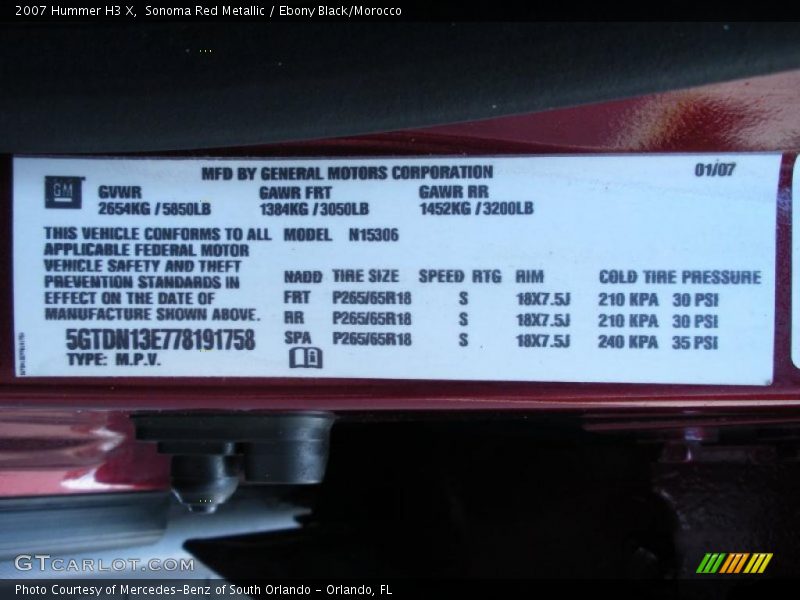 2007 Hummer H3 X,  Sonoma Red Metallic / Ebony Black/Morocco
MFD BY GENERAL MOTORS CORPORATION 01/07
GM GVWR GAWR FRT GAWR RR
2654KG / 5850LB 1384KG / 3050LB 1452KG / 3200LB
THIS VEHICLE CONFORMS TO ALL MODEL N15306
APPLICABLE FEDERAL MOTOR
VEHICLE SAFETY AND THEFT
PREVENTION STANDARDS IN
EFFECT ON THE DATE OF
MANUFACTURE SHOWN ABOVE.
5GTDN13E778191758
TYPE: M.P.V.
NADD TIRE SIZE SPEED RTG RIM COLD TIRE PRESSURE
FRT P265/65R18 S 18X7.5J 210 KPA 30 PSI
RR P265/65R18 S 18X7.5J 210 KPA 30 PSI
SPA P265/65R18 S 18X7.5J 240 KPA 35 PSI
GTCARLOT.COM
Photo Courtesy of Mercedes-Benz of South Orlando - Orlando, FL